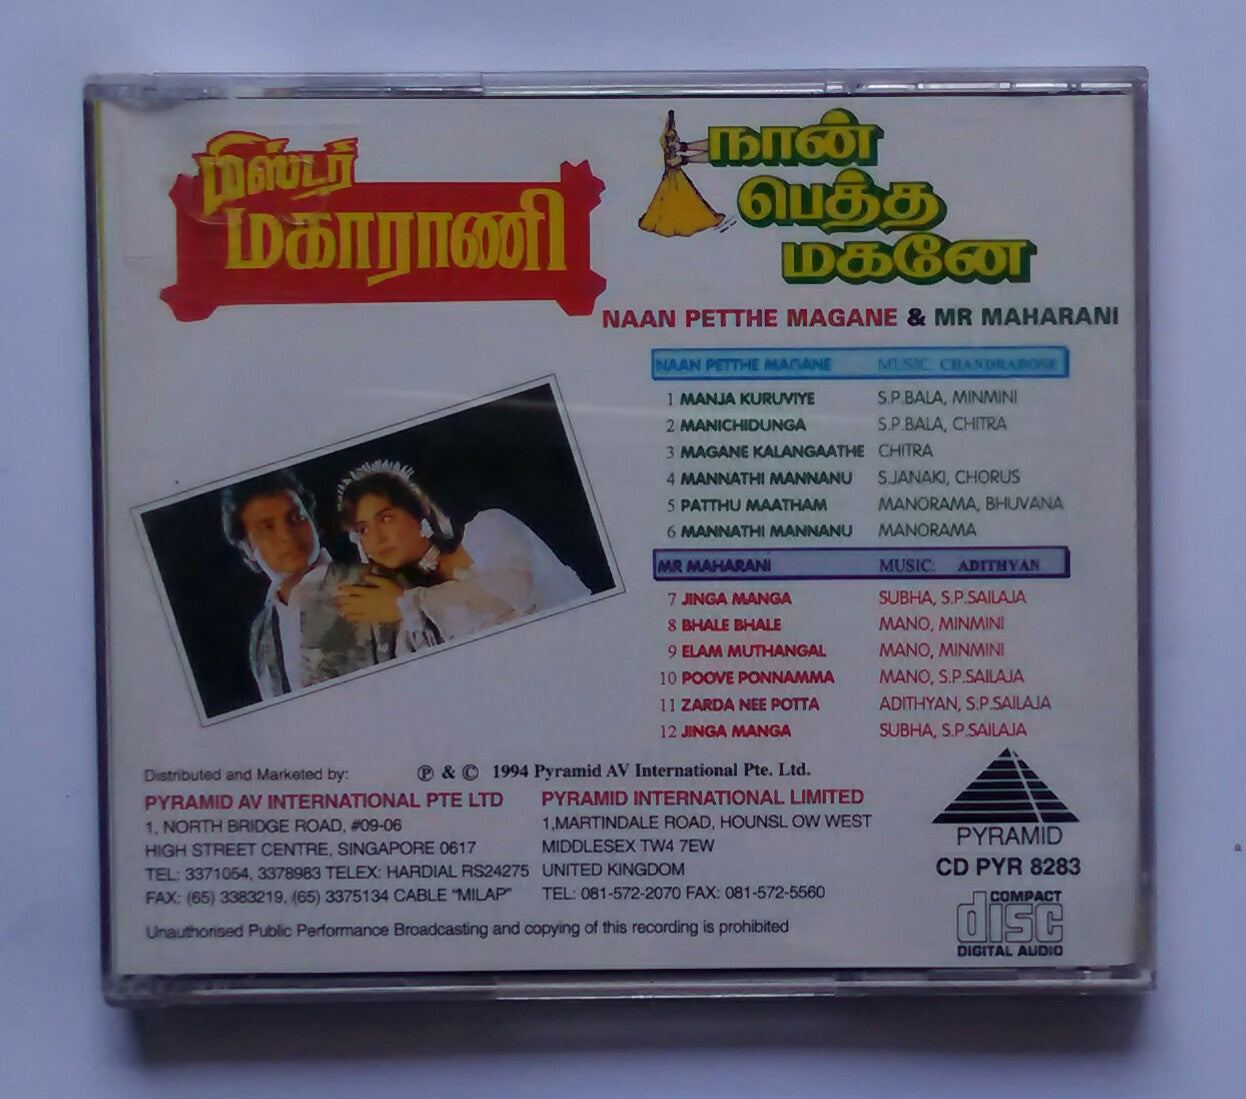 மிஸ்டர்
மகாராணி
நான்
பெத்த
மகனே
NAAN PETTHE MAGANE & MR MAHARANI
NAAN PETTHE MAGANE MUSIC: CHANDRABOSE
1 MANJA KURUVIYE S.P.BALA, MINMINI
2 MANICHIDUNGA S.P.BALA, CHITRA
3 MAGANE KALANGAATHE CHITRA
4 MANNATHI MANNANU S.JANAKI, CHORUS
5 PATTHU MAATHAM MANORAMA, BHUVANA
6 MANNATHI MANNANU MANORAMA
MR MAHARANI MUSIC: ADITHYAN
7 JINGA MANGA SUBHA, S.P.SAILAJA
8 BHALE BHALE MANO, MINMINI
9 ELAM MUTHANGAL MANO, MINMINI
10 POOVE PONNAMMA MANO, S.P.SAILAJA
11 ZARDA NEE POTTA ADITHYAN, S.P.SAILAJA
12 JINGA MANGA SUBHA, S.P.SAILAJA
Distributed and Marketed by: ℗ & © 1994 Pyramid AV International Pte. Ltd.
PYRAMID AV INTERNATIONAL PTE LTD
1, NORTH BRIDGE ROAD, #09-06
HIGH STREET CENTRE, SINGAPORE 0617
TEL: 3371054, 3378983 TELEX: HARDIAL RS24275
FAX: (65) 3383219, (65) 3375134 CABLE "MILAP"
PYRAMID INTERNATIONAL LIMITED
1,MARTINDALE ROAD, HOUNSL OW WEST
MIDDLESEX TW4 7EW
UNITED KINGDOM
TEL: 081-572-2070 FAX: 081-572-5560
Unauthorised Public Performance Broadcasting and copying of this recording is prohibited
PYRAMID
CD PYR 8283
COMPACT
disc
DIGITAL AUDIO